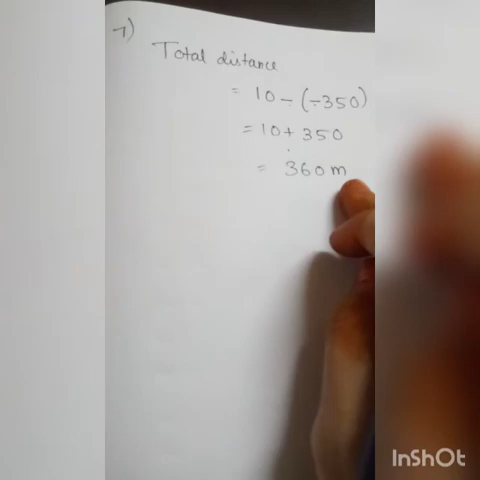 7)
Total distance
= 10 - (-350)
= 10 + 350
= 360 m
InShOt